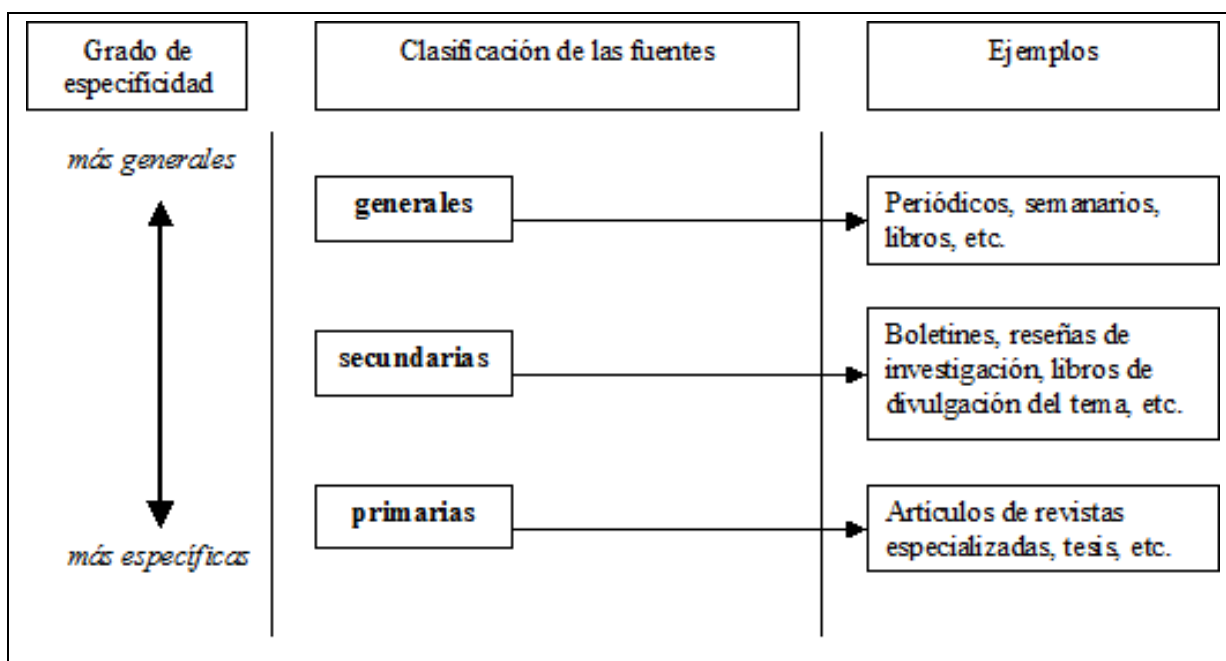 Grado de
especificidad
Clasificación de las fuentes
Ejemplos
más generales
generales
Periódicos, semanarios,
libros, etc.
secundarias
Boletines, reseñas de
investigación, libros de
divulgación del tema, etc.
primarias
Artículos de revistas
especializadas, tesis, etc.
más específicas